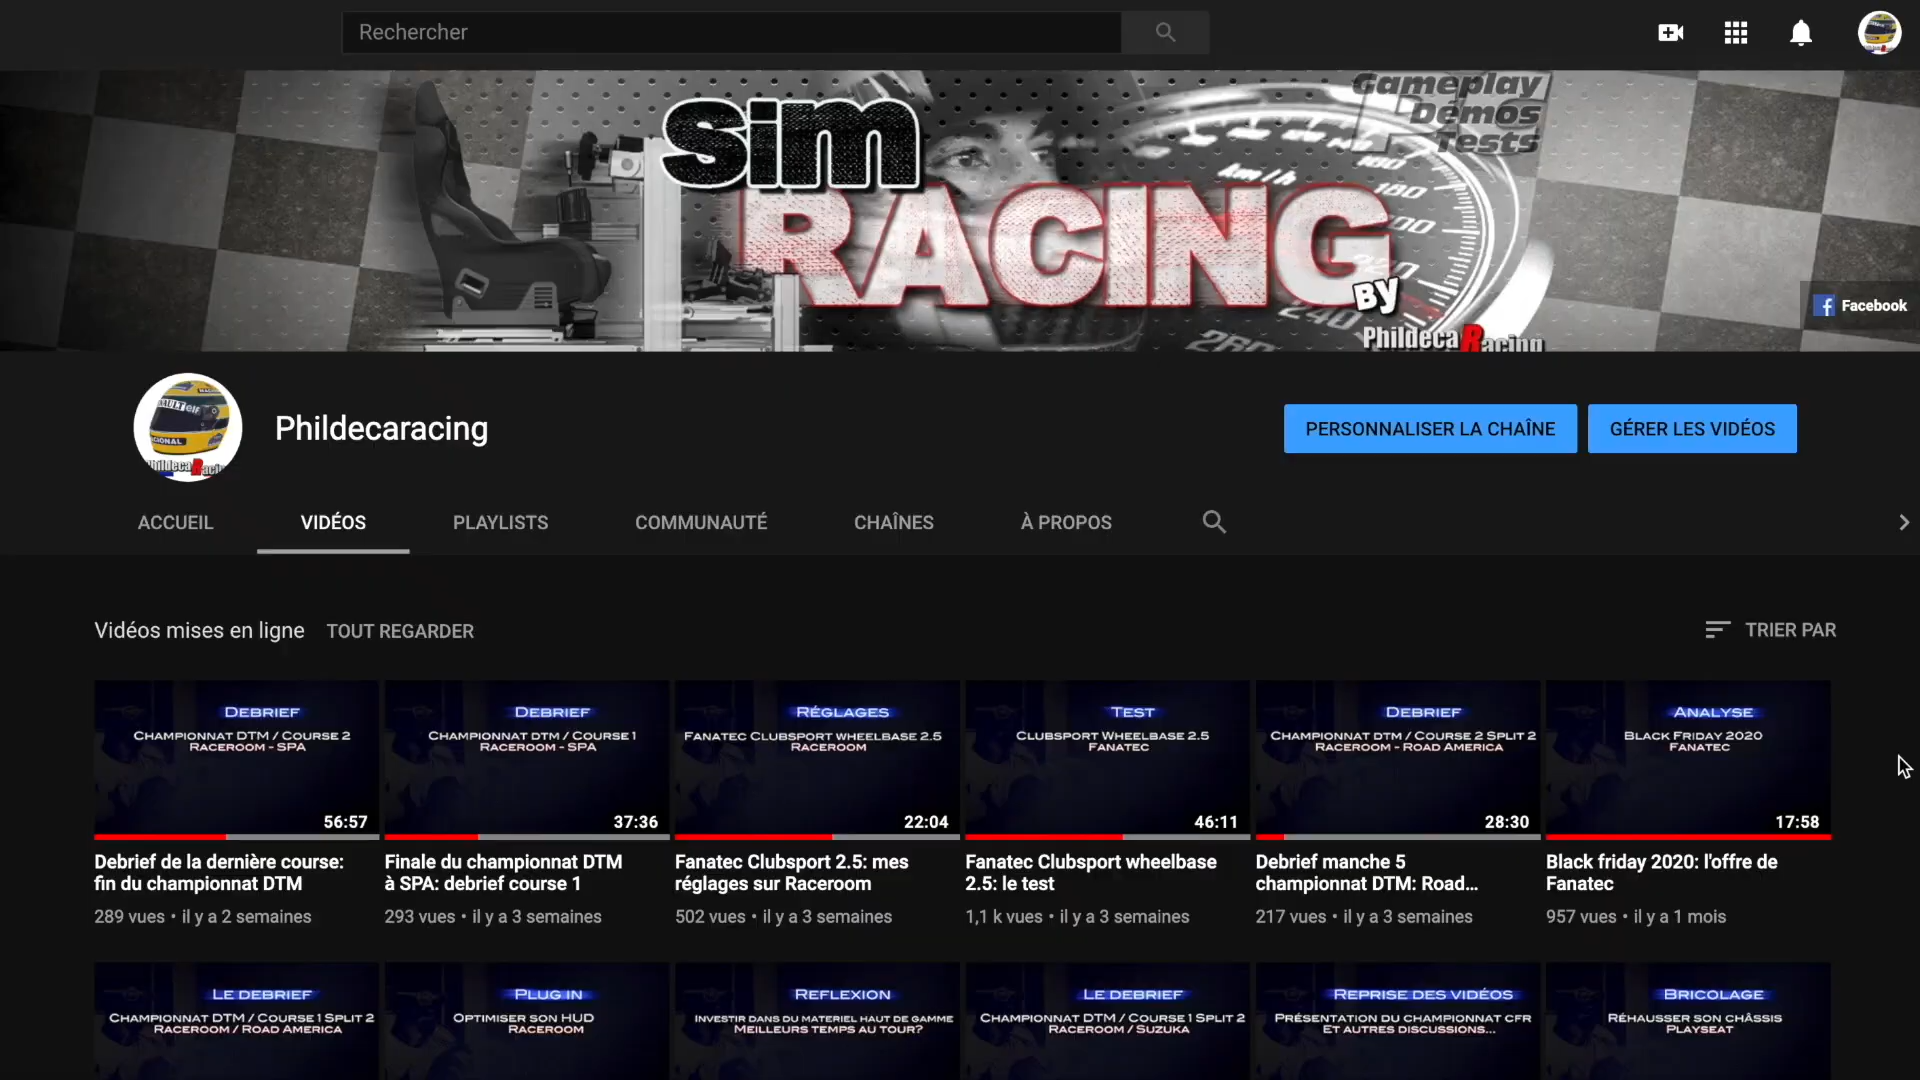 Rechercher
Gameplay
Démos
Tests
Sim
RACING
km/h
180
240
260
BY
PhildecaRacing
Facebook
Phildecaracing
PERSONNALISER LA CHAÎNE
GÉRER LES VIDÉOS
ACCUEIL
VIDÉOS
PLAYLISTS
COMMUNAUTÉ
CHAÎNES
À PROPOS
Vidéos mises en ligne
TOUT REGARDER
TRIER PAR
DEBRIEF
CHAMPIONNAT DTM / COURSE 2
RACEROOM - SPA
56:57
Debrief de la dernière course:
fin du championnat DTM
289 vues • il y a 2 semaines
DEBRIEF
CHAMPIONNAT DTM / COURSE 1
RACEROOM - SPA
37:36
Finale du championnat DTM
à SPA: debrief course 1
293 vues • il y a 3 semaines
RÉGLAGES
FANATEC CLUBSPORT WHEELBASE 2.5
RACEROOM
22:04
Fanatec Clubsport 2.5: mes
réglages sur Raceroom
502 vues • il y a 3 semaines
TEST
CLUBSPORT WHEELBASE 2.5
FANATEC
46:11
Fanatec Clubsport wheelbase
2.5: le test
1,1 k vues • il y a 3 semaines
DEBRIEF
CHAMPIONNAT DTM / COURSE 2 SPLIT 2
RACEROOM - ROAD AMERICA
28:30
Debrief manche 5
championnat DTM: Road...
217 vues • il y a 3 semaines
ANALYSE
BLACK FRIDAY 2020
FANATEC
17:58
Black friday 2020: l'offre de
Fanatec
957 vues • il y a 1 mois
LE DEBRIEF
CHAMPIONNAT DTM / COURSE 1 SPLIT 2
RACEROOM / ROAD AMERICA
PLUG IN
OPTIMISER SON HUD
RACEROOM
REFLEXION
INVESTIR DANS DU MATERIEL HAUT DE GAMME
MEILLEURS TEMPS AU TOUR?
LE DEBRIEF
CHAMPIONNAT DTM / COURSE 1 SPLIT 2
RACEROOM / SUZUKA
REPRISE DES VIDÉOS
PRÉSENTATION DU CHAMPIONNAT CFR
ET AUTRES DISCUSSIONS...
BRICOLAGE
RÉHAUSSER SON CHÂSSIS
PLAYSEAT